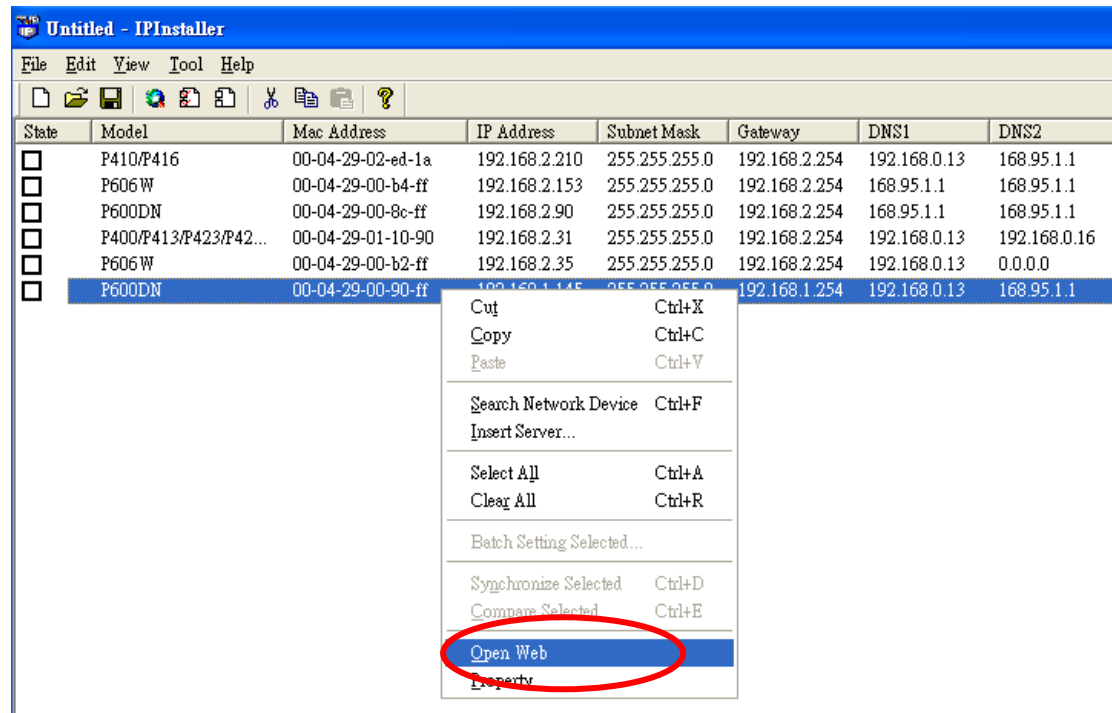 Untitled - IPInstaller
File Edit View Tool Help
State Model Mac Address IP Address Subnet Mask Gateway DNS1 DNS2
P410/P416 00-04-29-02-ed-1a 192.168.2.210 255.255.255.0 192.168.2.254 192.168.0.13 168.95.1.1
P606W 00-04-29-00-b4-ff 192.168.2.153 255.255.255.0 192.168.2.254 168.95.1.1 168.95.1.1
P600DN 00-04-29-00-8c-ff 192.168.2.90 255.255.255.0 192.168.2.254 168.95.1.1 168.95.1.1
P400/P413/P423/P42... 00-04-29-01-10-90 192.168.2.31 255.255.255.0 192.168.2.254 192.168.0.13 192.168.0.16
P606W 00-04-29-00-b2-ff 192.168.2.35 255.255.255.0 192.168.2.254 192.168.0.13 0.0.0.0
P600DN 00-04-29-00-90-ff 192.168.1.145 255.255.255.0 192.168.1.254 192.168.0.13 168.95.1.1
Cut Ctrl+X
Copy Ctrl+C
Paste Ctrl+V
Search Network Device Ctrl+F
Insert Server...
Select All Ctrl+A
Clear All Ctrl+R
Batch Setting Selected...
Synchronize Selected Ctrl+D
Compare Selected Ctrl+E
Open Web
Property